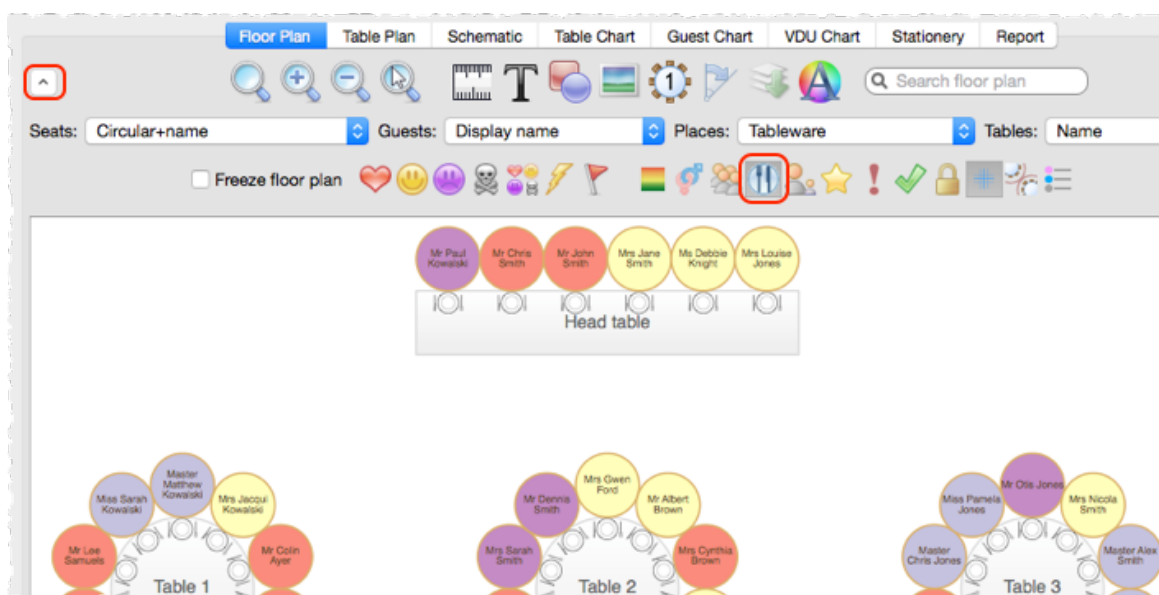 Floor Plan Table Plan Schematic Table Chart Guest Chart VDU Chart Stationery Report
1 T Search floor plan
Seats: Circular+name Guests: Display name Places: Tableware Tables: Name
Freeze floor plan
Mr Paul Kowalski
Mr Chris Smith
Mr John Smith
Mrs Jane Smith
Ms Debbie Knight
Mrs Louise Jones
Head table
Master Matthew Kowalski
Miss Sarah Kowalski
Mrs Jacqui Kowalski
Mr Lee Samuels
Mr Colin Ayer
Table 1
Mrs Gwen Ford
Mr Dennis Smith
Mr Albert Brown
Mrs Sarah Smith
Mrs Cynthia Brown
Table 2
Mr Otis Jones
Miss Pamela Jones
Mrs Nicola Smith
Master Chris Jones
Master Alex Smith
Table 3